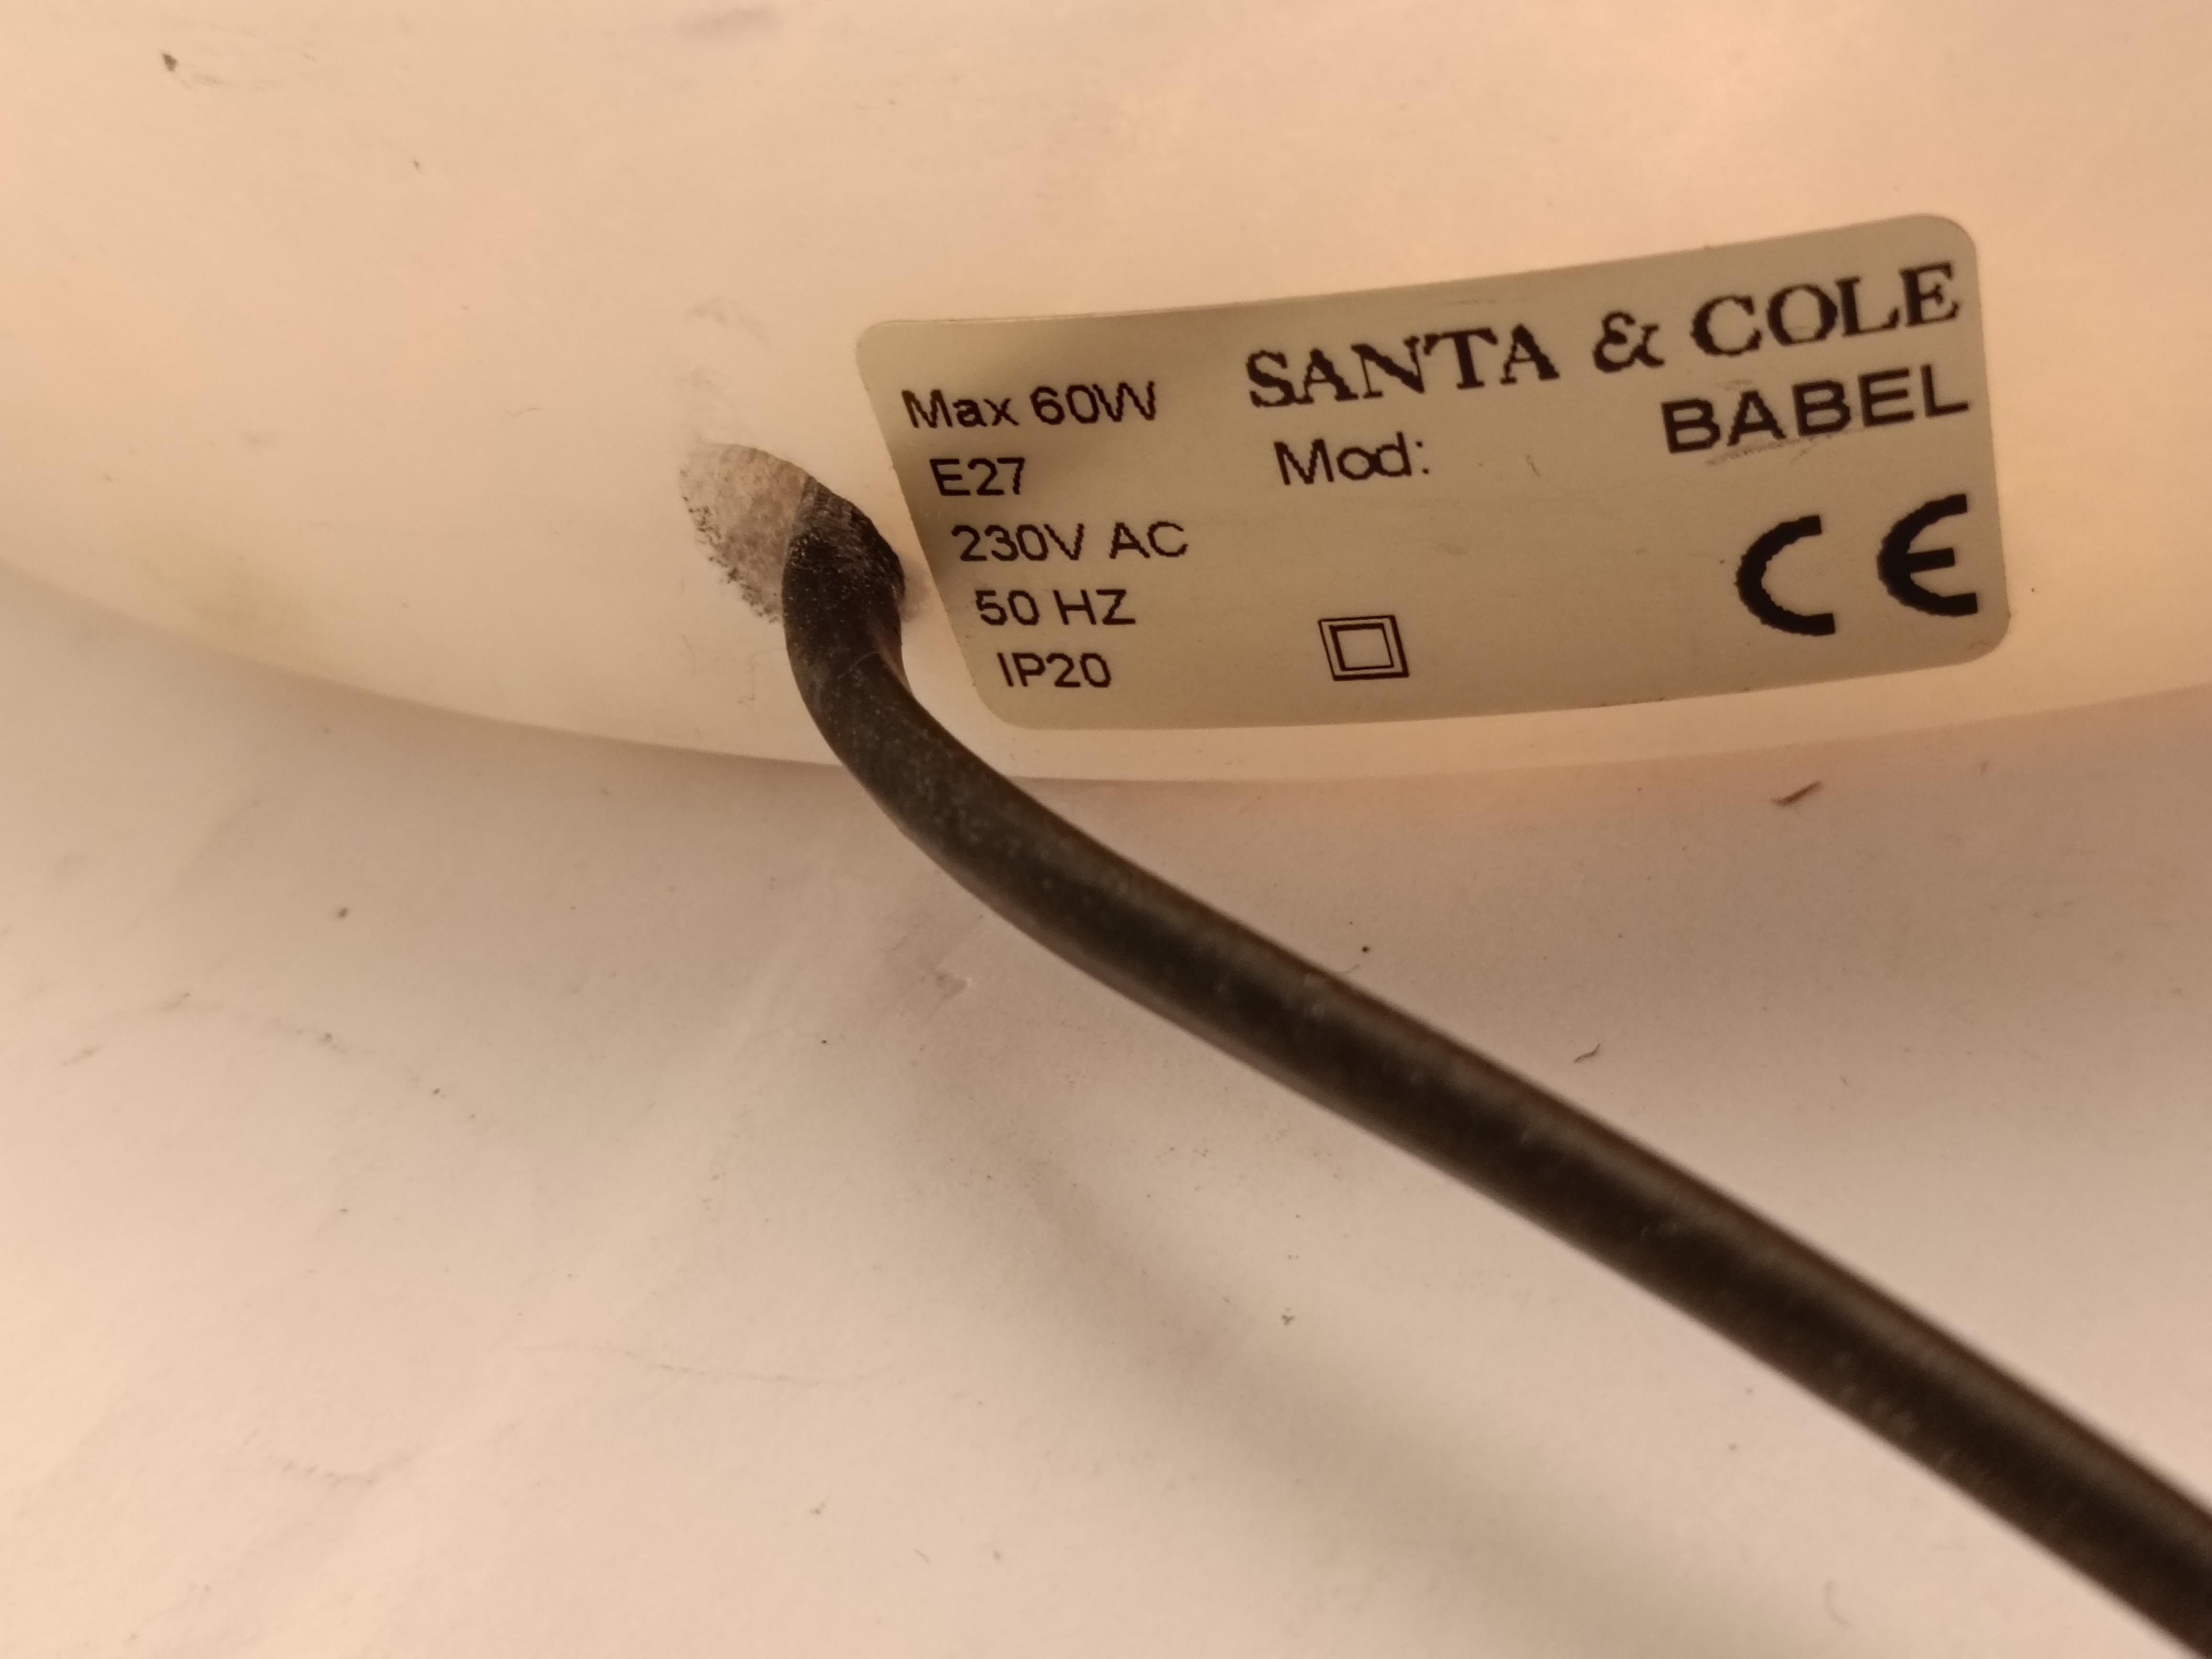 SANTA & COLE
Max 60W
Mod: BABEL
E27
230V AC
50 HZ
IP20
CE